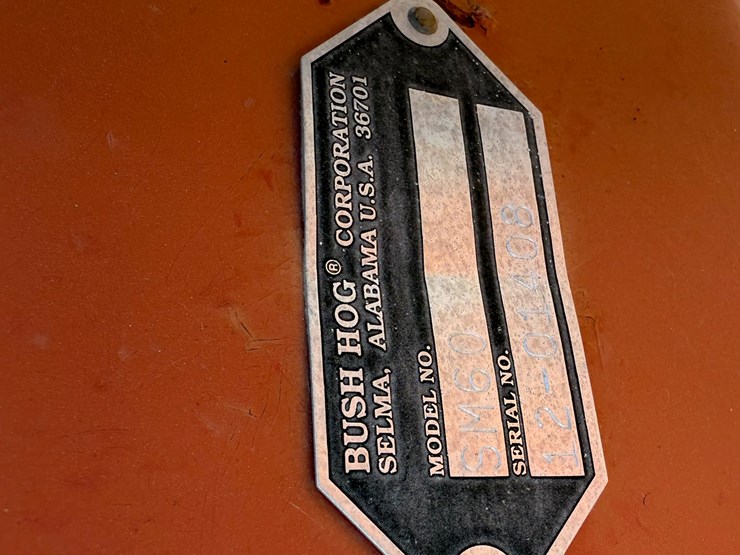 BUSH HOG® CORPORATION
SELMA, ALABAMA U.S.A. 36701
MODEL NO.
SM60
SERIAL NO.
12-01408